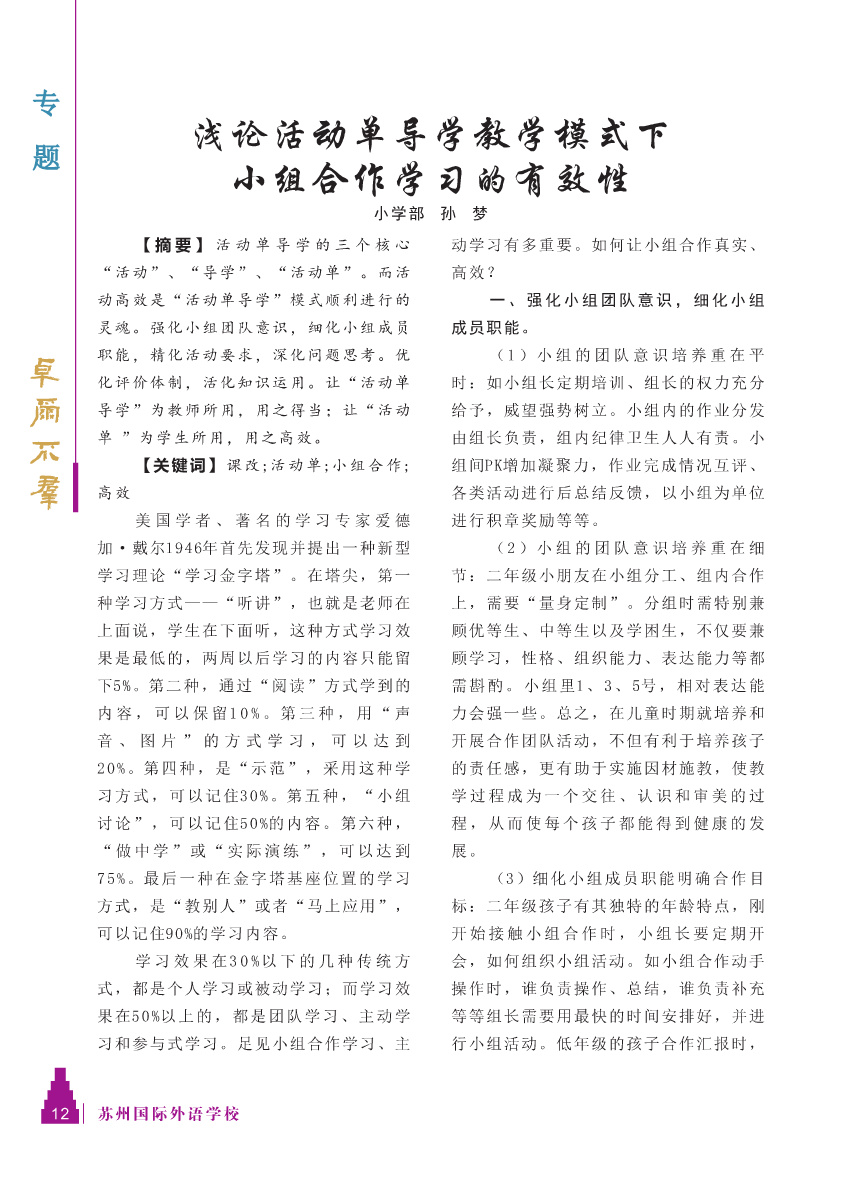 专
题
卓尔不群
浅论活动单导学教学模式下
小组合作学习的有效性
小学部 孙 梦
【摘要】活动单导学的三个核心
“活动”、“导学”、“活动单”。而活
动高效是“活动单导学”模式顺利进行的
灵魂。强化小组团队意识，细化小组成员
职能，精化活动要求，深化问题思考。优
化评价体制，活化知识运用。让“活动单
导学”为教师所用，用之得当；让“活动
单 ”为学生所用，用之高效。
【关键词】课改;活动单;小组合作;
高效
美国学者、著名的学习专家爱德
加·戴尔1946年首先发现并提出一种新型
学习理论“学习金字塔”。在塔尖，第一
种学习方式——“听讲”，也就是老师在
上面说，学生在下面听，这种方式学习效
果是最低的，两周以后学习的内容只能留
下5%。第二种，通过“阅读”方式学到的
内容，可以保留10%。第三种，用“声
音、图片”的方式学习，可以达到
20%。第四种，是“示范”，采用这种学
习方式，可以记住30%。第五种，“小组
讨论”，可以记住50%的内容。第六种，
“做中学”或“实际演练”，可以达到
75%。最后一种在金字塔基座位置的学习
方式，是“教别人”或者“马上应用”，
可以记住90%的学习内容。
学习效果在30%以下的几种传统方
式，都是个人学习或被动学习；而学习效
果在50%以上的，都是团队学习、主动学
习和参与式学习。足见小组合作学习、主
动学习有多重要。如何让小组合作真实、
高效？
一、强化小组团队意识，细化小组
成员职能。
（1）小组的团队意识培养重在平
时：如小组长定期培训、组长的权力充分
给予，威望强势树立。小组内的作业分发
由组长负责，组内纪律卫生人人有责。小
组间PK增加凝聚力，作业完成情况互评、
各类活动进行后总结反馈，以小组为单位
进行积章奖励等等。
（2）小组的团队意识培养重在细
节：二年级小朋友在小组分工、组内合作
上，需要“量身定制”。分组时需特别兼
顾优等生、中等生以及学困生，不仅要兼
顾学习，性格、组织能力、表达能力等都
需斟酌。小组里1、3、5号，相对表达能
力会强一些。总之，在儿童时期就培养和
开展合作团队活动，不但有利于培养孩子
的责任感，更有助于实施因材施教，使教
学过程成为一个交往、认识和审美的过
程，从而使每个孩子都能得到健康的发
展。
（3）细化小组成员职能明确合作目
标：二年级孩子有其独特的年龄特点，刚
开始接触小组合作时，小组长要定期开
会，如何组织小组活动。如小组合作动手
操作时，谁负责操作、总结，谁负责补充
等等组长需要用最快的时间安排好，并进
行小组活动。低年级的孩子合作汇报时，
12 苏州国际外语学校